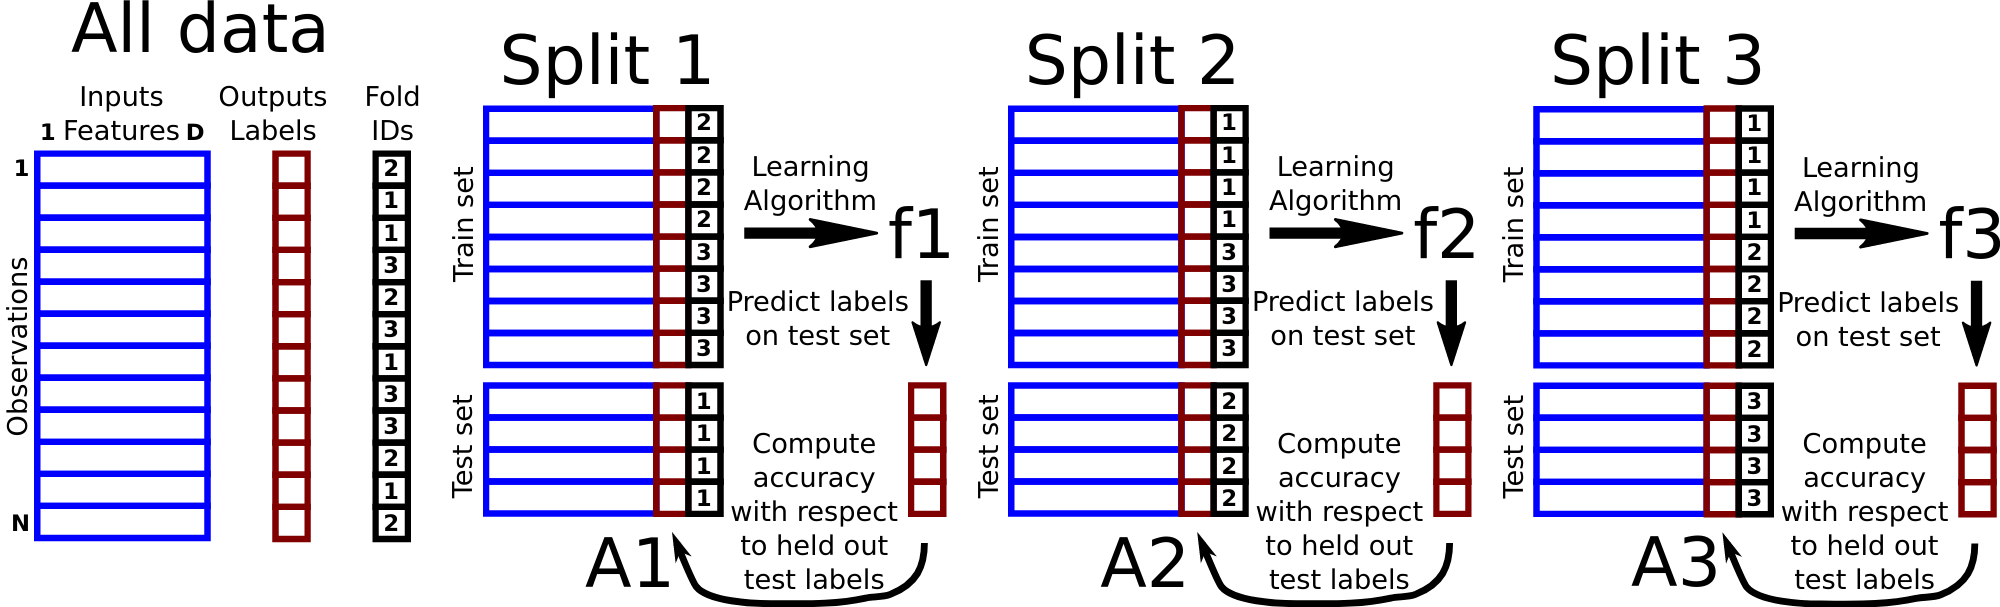 All data
Inputs
1 Features D
Outputs
Labels
Fold
IDs
1
N
Observations
2
1
1
3
2
3
1
3
3
2
1
2
Split 1
Train set
2
2
2
2
3
3
3
3
Learning
Algorithm
f1
Predict labels
on test set
Test set
1
1
1
1
Compute
accuracy
with respect
to held out
test labels
A1
Split 2
Train set
1
1
1
1
3
3
3
3
Learning
Algorithm
f2
Predict labels
on test set
Test set
2
2
2
2
Compute
accuracy
with respect
to held out
test labels
A2
Split 3
Train set
1
1
1
1
2
2
2
2
Learning
Algorithm
f3
Predict labels
on test set
Test set
3
3
3
3
Compute
accuracy
with respect
to held out
test labels
A3